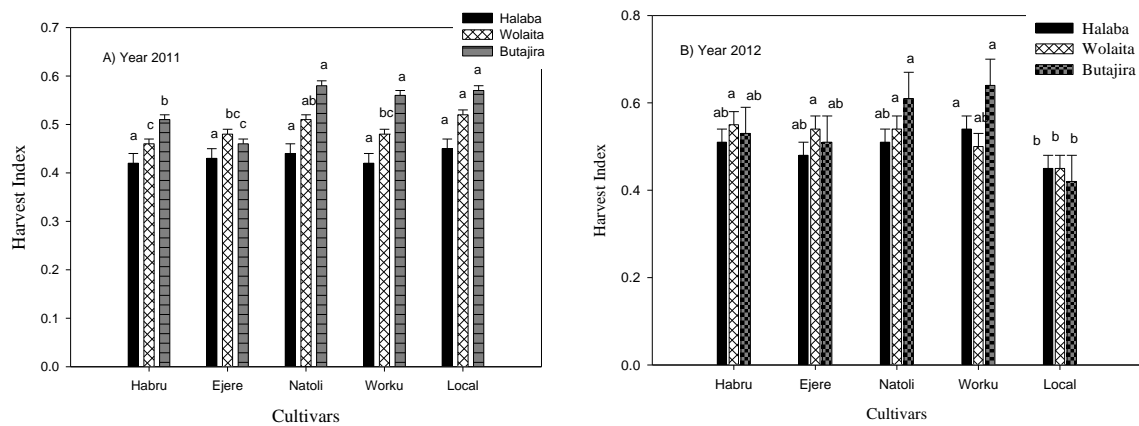 A) Year 2011
Halaba
Wolaita
Butajira
Harvest Index
0.7
0.6
0.5
0.4
0.3
0.2
0.1
0.0
a c b
a bc c
a ab a
a bc a
a a a
Habru Ejere Natoli Worku Local
Cultivars
B) Year 2012
Halaba
Wolaita
Butajira
Harvest Index
0.8
0.6
0.4
0.2
0.0
ab a ab
ab a ab
ab a a
a ab a
b b b
Habru Ejere Natoli Worku Local
Cultivars